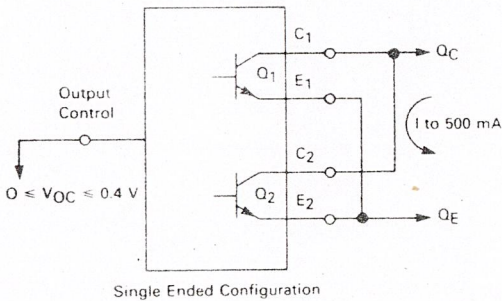 C1
QC
Q1
E1
Output
Control
I to 500 mA
C2
0 ≤ VOC ≤ 0.4 V
Q2
E2
QE
Single Ended Configuration